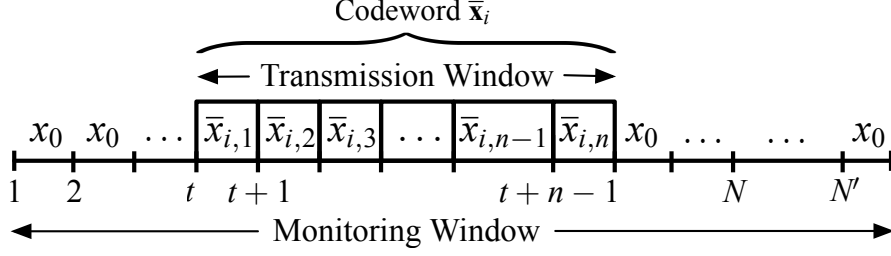 Codeword x̄ᵢ
Transmission Window
x₀ x₀ … x̄ᵢ,₁ x̄ᵢ,₂ x̄ᵢ,₃ … x̄ᵢ,ₙ₋₁ x̄ᵢ,ₙ x₀ … … x₀
1 2 t t + 1 t + n − 1 N N′
Monitoring Window